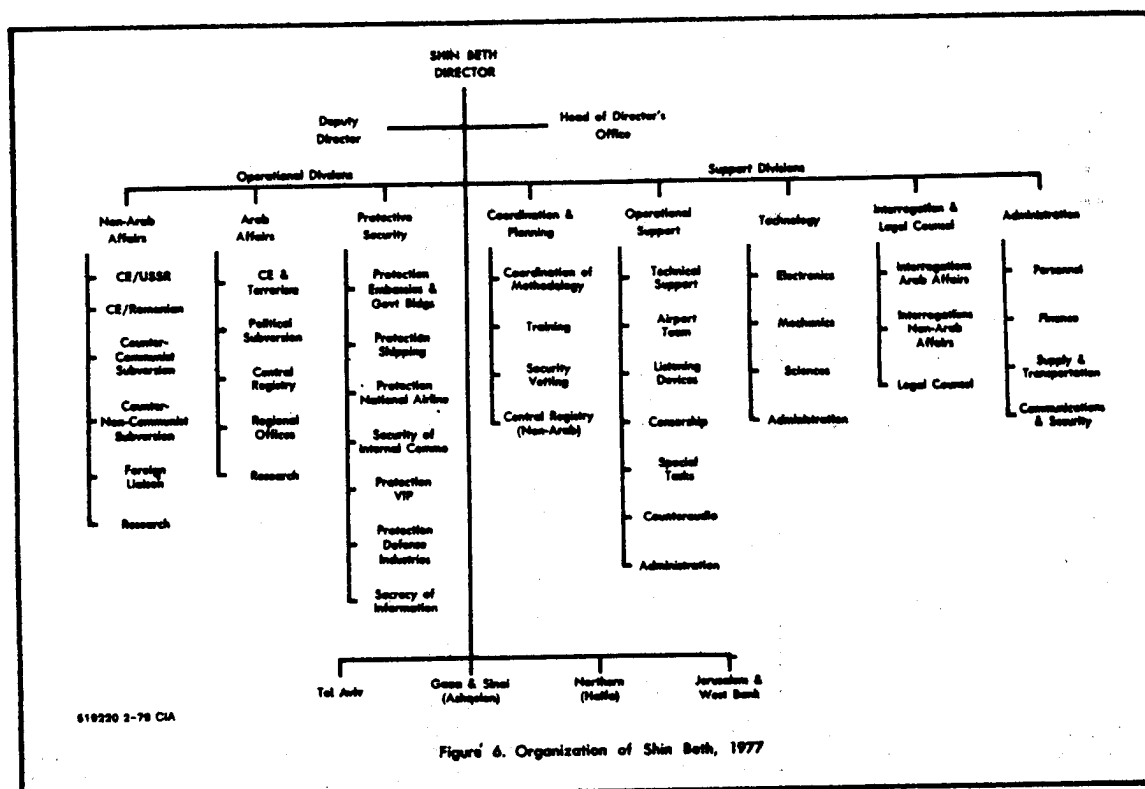 SHIN BETH
DIRECTOR
Deputy
Director
Head of Director's
Office
Operational Divisions
Support Divisions
Non-Arab
Affairs
CE/USSR
CE/Romanian
Counter-
Communist
Subversion
Counter-
Non-Communist
Subversion
Foreign
Liaison
Research
Arab
Affairs
CE &
Terrorism
Political
Subversion
Central
Registry
Regional
Offices
Research
Protective
Security
Protection
Embassies &
Govt Bldgs
Protection
Shipping
Protection
National Airline
Security of
Internal Comms
Protection
VIP
Protection
Defense
Industries
Secrecy of
Information
Coordination &
Planning
Coordination of
Methodology
Training
Security
Vetting
Central Registry
(Non-Arab)
Operational
Support
Technical
Support
Airport
Team
Listening
Devices
Censorship
Special
Tasks
Counteraudio
Administration
Technology
Electronics
Mechanics
Sciences
Administration
Interrogation &
Legal Counsel
Interrogations
Arab Affairs
Interrogations
Non-Arab
Affairs
Legal Counsel
Administration
Personnel
Finance
Supply &
Transportation
Communications
& Security
Tel Aviv
Gaza & Sinai
(Ashqelon)
Northern
(Haifa)
Jerusalem &
West Bank
619220 2-78 CIA
Figure 6. Organization of Shin Beth, 1977